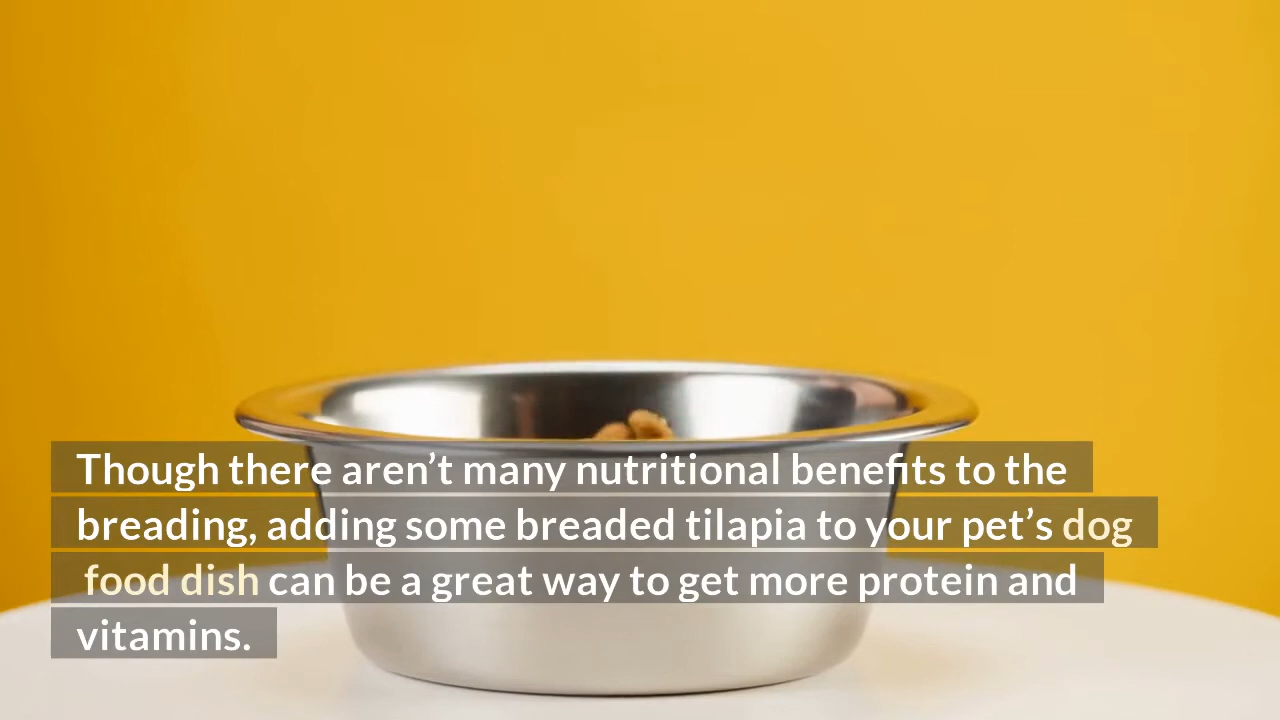 Though there aren’t many nutritional benefits to the
breading, adding some breaded tilapia to your pet’s dog
food dish can be a great way to get more protein and
vitamins.